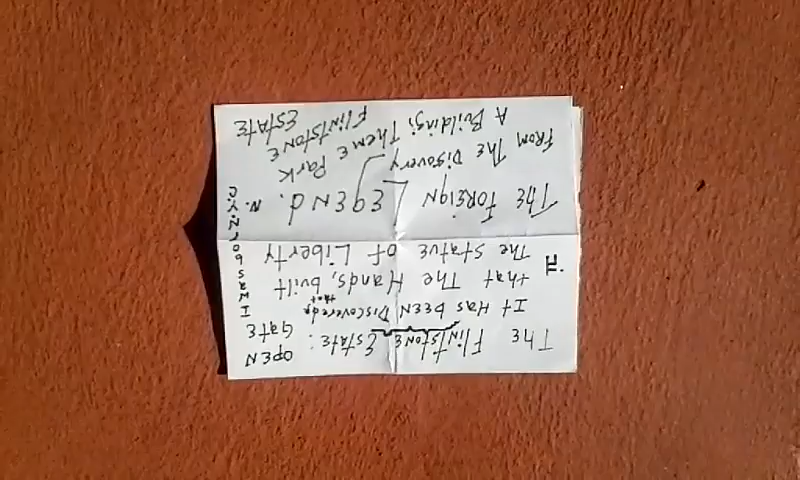 THE FlintstonE EstatE: OPEN
GatE
It Has bEEN Discovered, that
that THE Hands, built
ii
THE StatuE of Liberty
THE FOREIGN LEGENd. N.
FROM THE Discovery
A Building; ThEmE Park
FlintstonE
EstatE